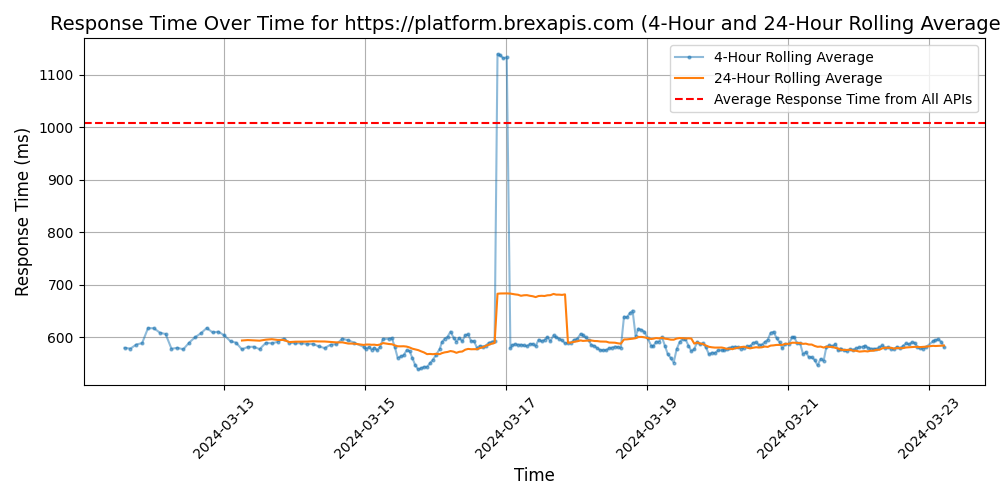 Response Time Over Time for https://platform.brexapis.com (4-Hour and 24-Hour Rolling Average
4-Hour Rolling Average
24-Hour Rolling Average
Average Response Time from All APIs
Response Time (ms)
1100
1000
900
800
700
600
2024-03-13
2024-03-15
2024-03-17
2024-03-19
2024-03-21
2024-03-23
Time